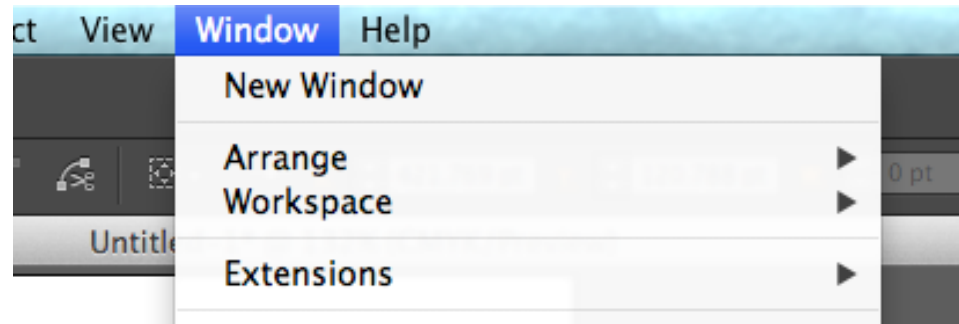 ct View Window Help
New Window
Arrange
0 pt
Workspace
Untitle
Extensions